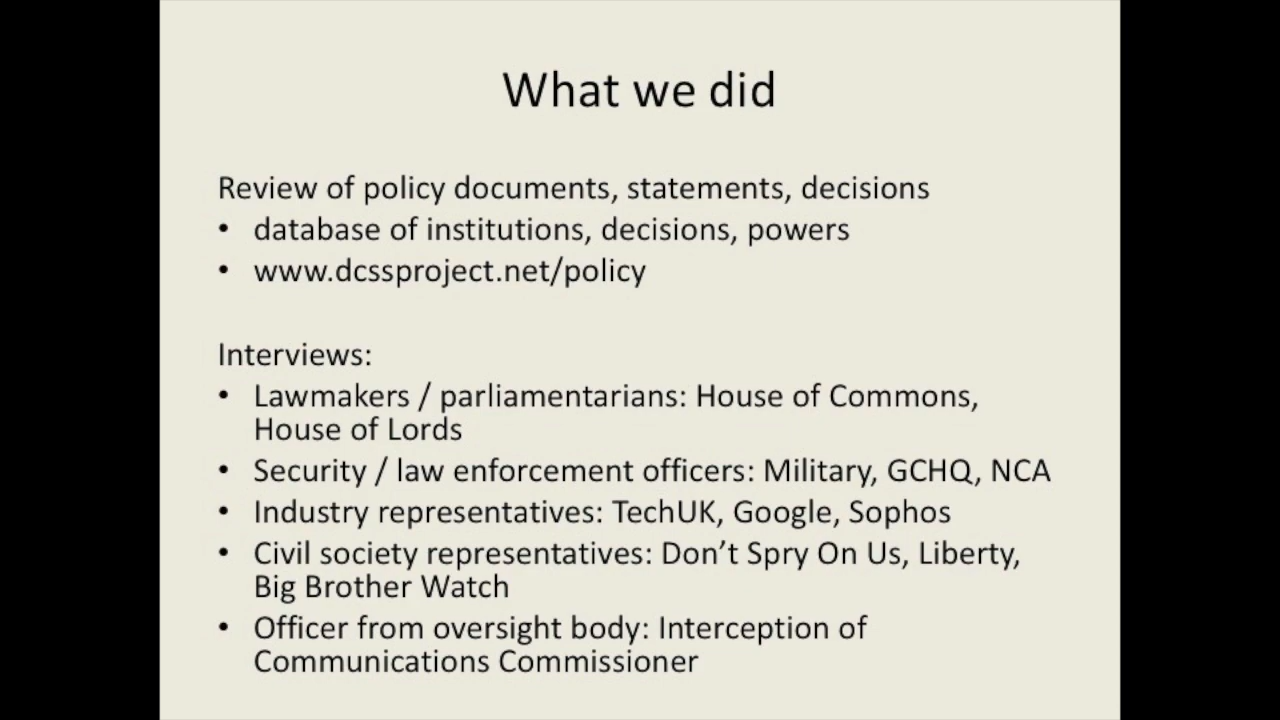 What we did
Review of policy documents, statements, decisions
• database of institutions, decisions, powers
• www.dcssproject.net/policy
Interviews:
• Lawmakers / parliamentarians: House of Commons,
House of Lords
• Security / law enforcement officers: Military, GCHQ, NCA
• Industry representatives: TechUK, Google, Sophos
• Civil society representatives: Don’t Spry On Us, Liberty,
Big Brother Watch
• Officer from oversight body: Interception of
Communications Commissioner